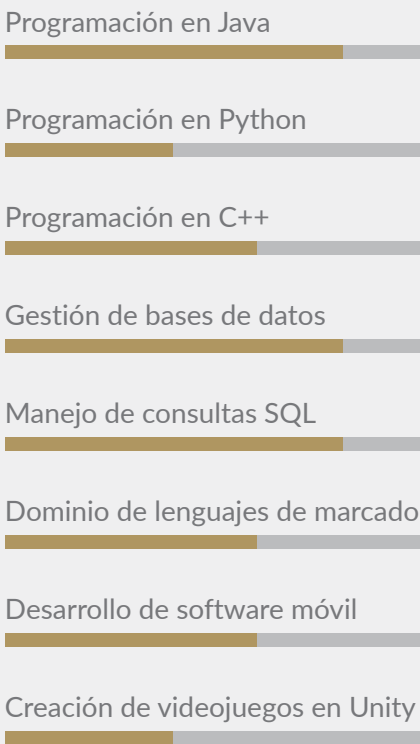 Programación en Java
Programación en Python
Programación en C++
Gestión de bases de datos
Manejo de consultas SQL
Dominio de lenguajes de marcado
Desarrollo de software móvil
Creación de videojuegos en Unity